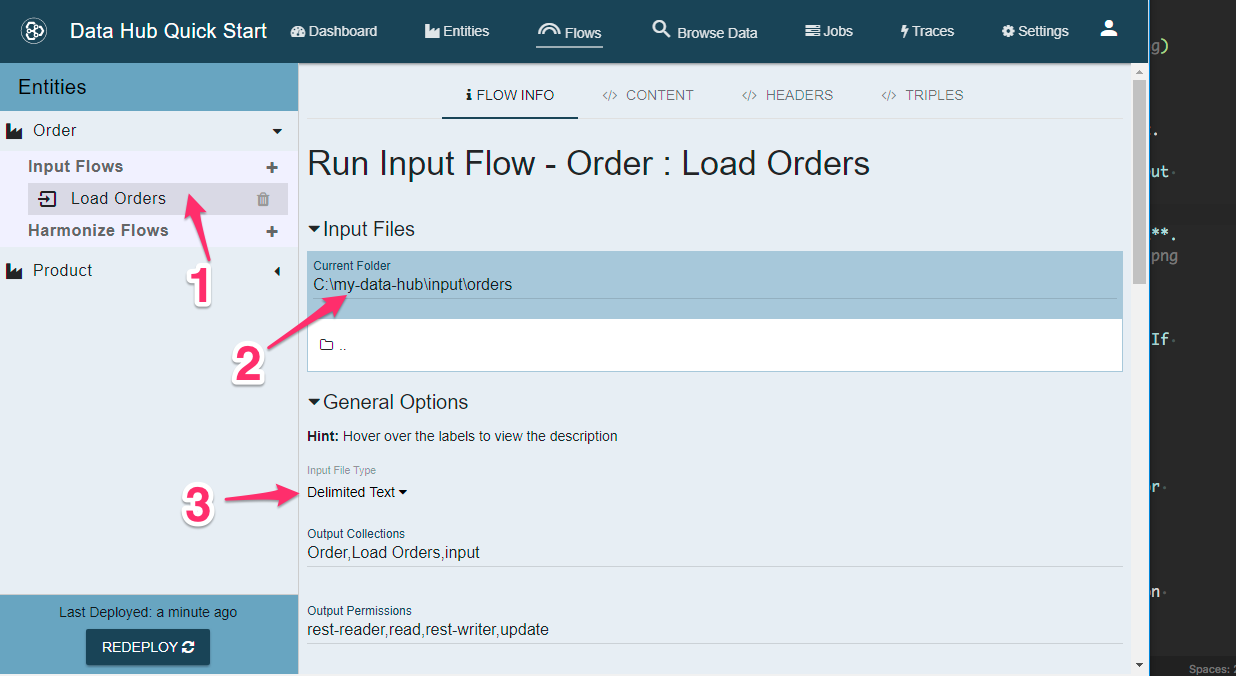 Data Hub Quick Start
Dashboard
Entities
Flows
Browse Data
Jobs
Traces
Settings
Entities
Order
Input Flows +
Load Orders
Harmonize Flows +
Product
1
2
3
Last Deployed: a minute ago
REDEPLOY
i FLOW INFO
</> CONTENT
</> HEADERS
</> TRIPLES
Run Input Flow - Order : Load Orders
Input Files
Current Folder
C:\my-data-hub\input\orders
..
General Options
Hint: Hover over the labels to view the description
Input File Type
Delimited Text
Output Collections
Order,Load Orders,input
Output Permissions
rest-reader,read,rest-writer,update
g)
.
ut
**.
png
If
or
on
Spaces: 2